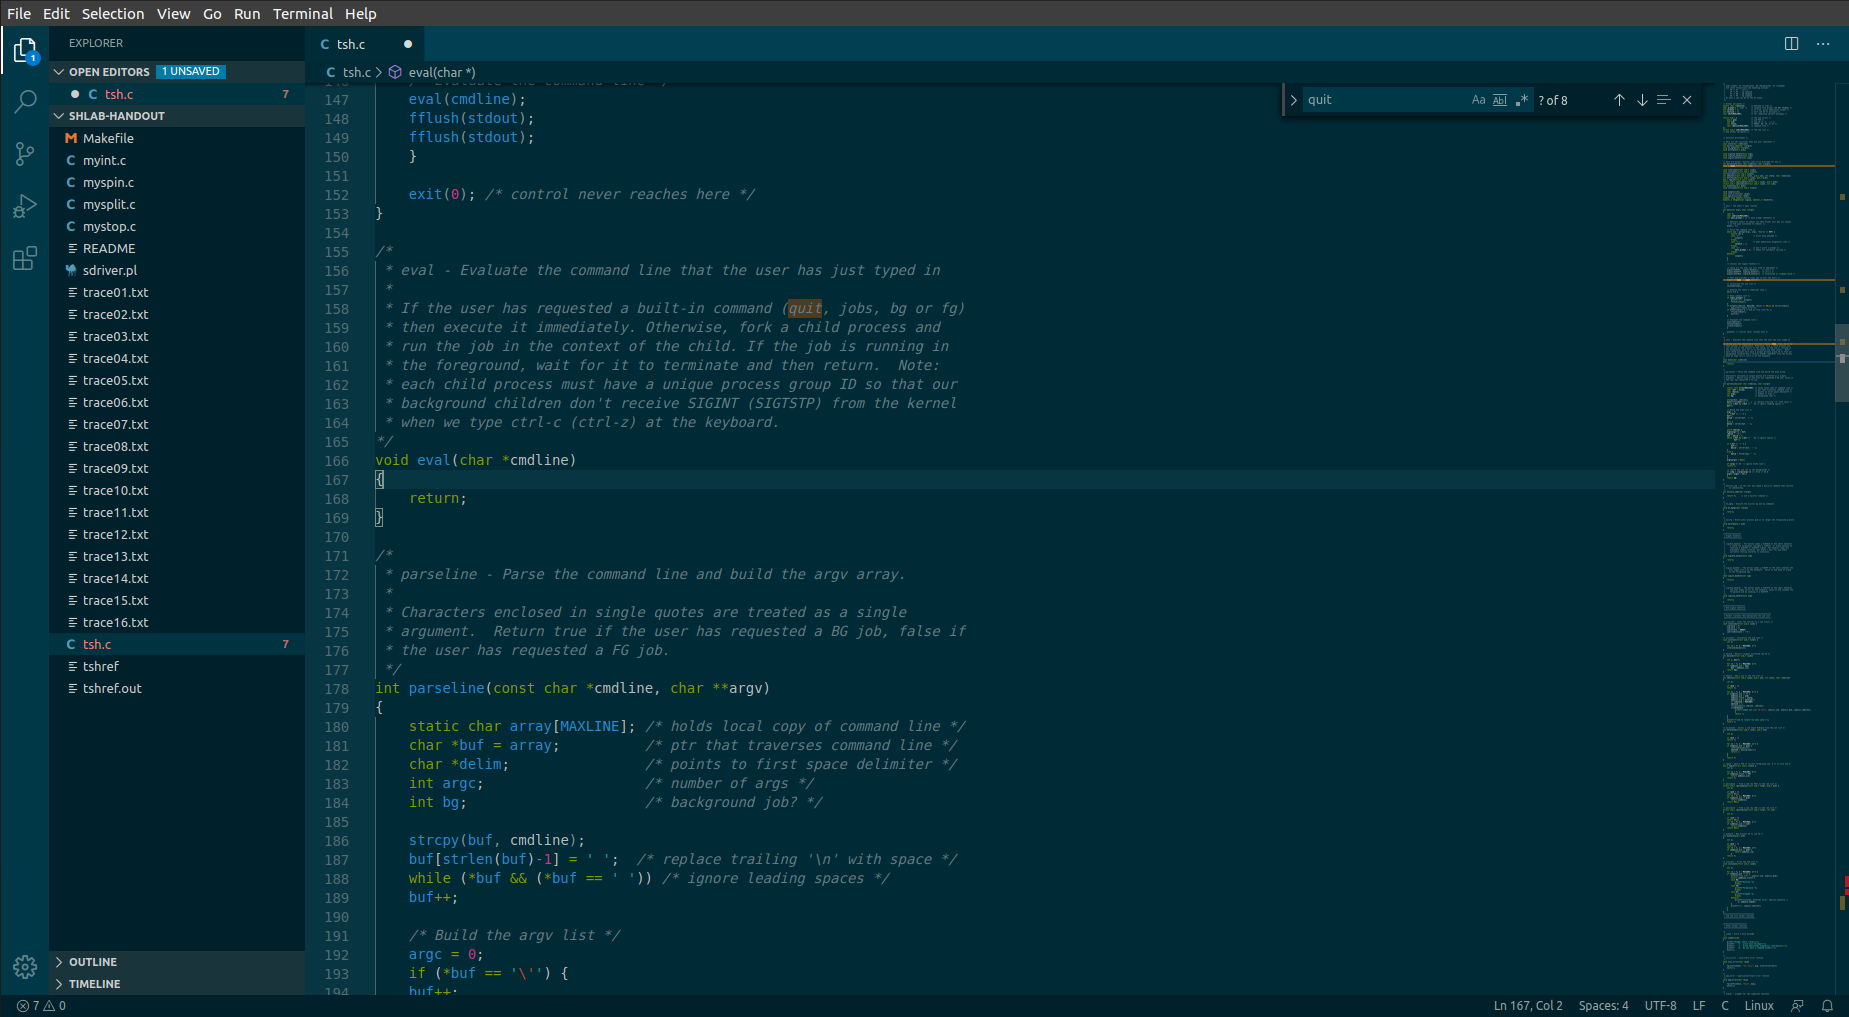 File Edit Selection View Go Run Terminal Help
EXPLORER
OPEN EDITORS 1 UNSAVED
tsh.c 7
SHLAB-HANDOUT
Makefile
myint.c
myspin.c
mysplit.c
mystop.c
README
sdriver.pl
trace01.txt
trace02.txt
trace03.txt
trace04.txt
trace05.txt
trace06.txt
trace07.txt
trace08.txt
trace09.txt
trace10.txt
trace11.txt
trace12.txt
trace13.txt
trace14.txt
trace15.txt
trace16.txt
tsh.c 7
tshref
tshref.out
OUTLINE
TIMELINE
C tsh.c
C tsh.c > eval(char *)
quit Aa Abl .* ? of 8
147 eval(cmdline);
148 fflush(stdout);
149 fflush(stdout);
150 }
151
152 exit(0); /* control never reaches here */
153 }
154
155 /*
156 * eval - Evaluate the command line that the user has just typed in
157 *
158 * If the user has requested a built-in command (quit, jobs, bg or fg)
159 * then execute it immediately. Otherwise, fork a child process and
160 * run the job in the context of the child. If the job is running in
161 * the foreground, wait for it to terminate and then return.  Note:
162 * each child process must have a unique process group ID so that our
163 * background children don't receive SIGINT (SIGTSTP) from the kernel
164 * when we type ctrl-c (ctrl-z) at the keyboard.
165 */
166 void eval(char *cmdline)
167 {
168 return;
169 }
170
171 /*
172 * parseline - Parse the command line and build the argv array.
173 *
174 * Characters enclosed in single quotes are treated as a single
175 * argument.  Return true if the user has requested a BG job, false if
176 * the user has requested a FG job.
177 */
178 int parseline(const char *cmdline, char **argv)
179 {
180 static char array[MAXLINE]; /* holds local copy of command line */
181 char *buf = array; /* ptr that traverses command line */
182 char *delim; /* points to first space delimiter */
183 int argc; /* number of args */
184 int bg; /* background job? */
185
186 strcpy(buf, cmdline);
187 buf[strlen(buf)-1] = ' '; /* replace trailing '\n' with space */
188 while (*buf && (*buf == ' ')) /* ignore leading spaces */
189 buf++;
190
191 /* Build the argv list */
192 argc = 0;
193 if (*buf == '\'') {
194 buf++;
7 0 Ln 167, Col 2 Spaces: 4 UTF-8 LF C Linux